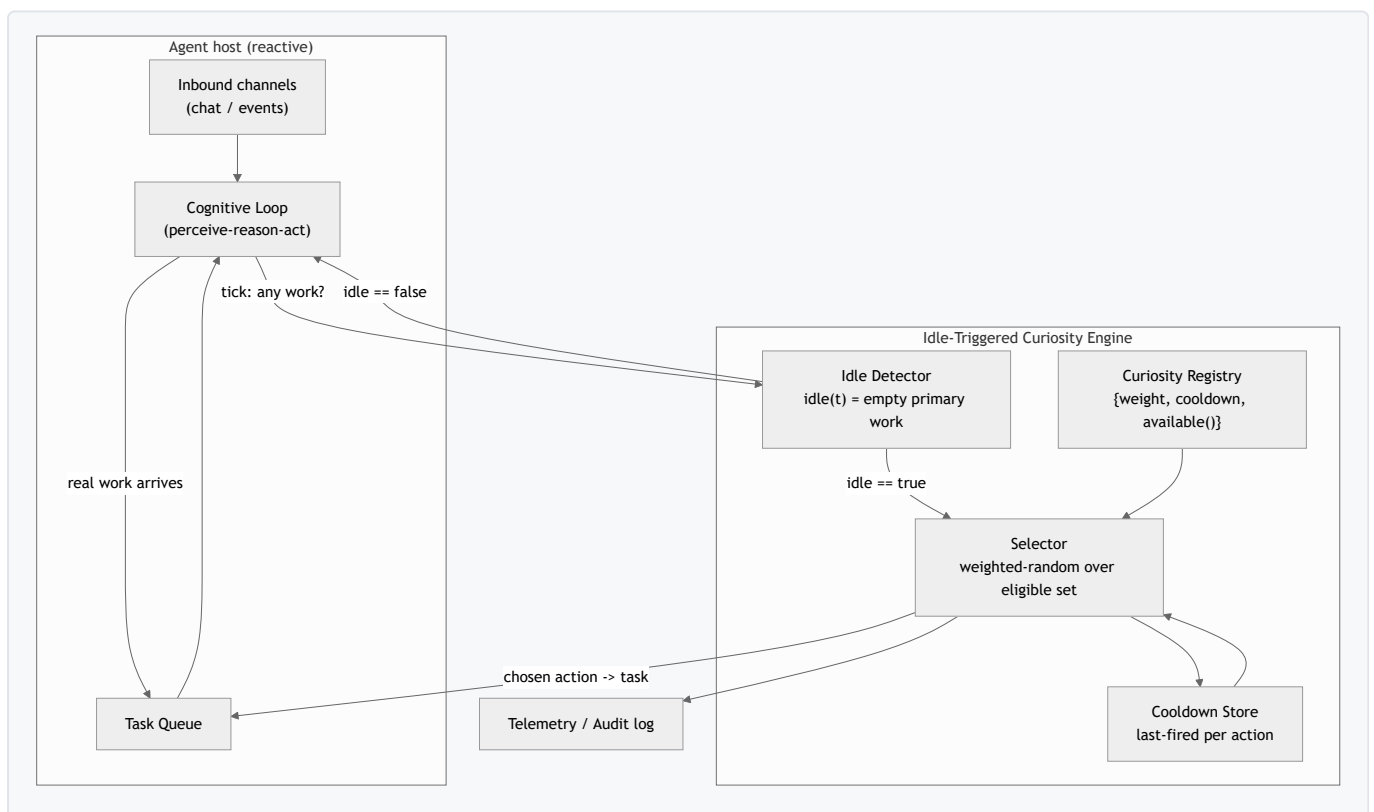 Agent host (reactive)
Inbound channels
(chat / events)
Cognitive Loop
(perceive-reason-act)
tick: any work?
idle == false
real work arrives
Task Queue
Idle-Triggered Curiosity Engine
Idle Detector
idle(t) = empty primary
work
Curiosity Registry
{weight, cooldown,
available()}
idle == true
Selector
weighted-random over
eligible set
chosen action -> task
Telemetry / Audit log
Cooldown Store
last-fired per action